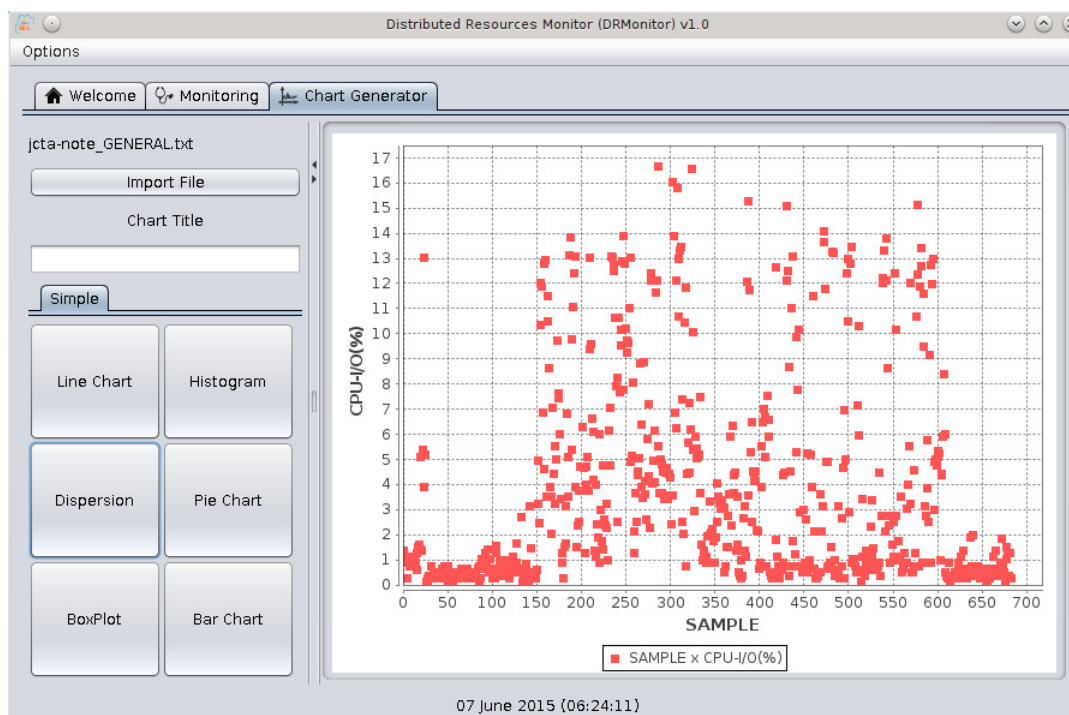 Distributed Resources Monitor (DRMonitor) v1.0
Options
Welcome Monitoring Chart Generator
jcta-note_GENERAL.txt
Import File
Chart Title
Simple
Line Chart Histogram
Dispersion Pie Chart
BoxPlot Bar Chart
CPU-I/O(%)
17
16
15
14
13
12
11
10
9
8
7
6
5
4
3
2
1
0
0 50 100 150 200 250 300 350 400 450 500 550 600 650 700
SAMPLE
SAMPLE x CPU-I/O(%)
07 June 2015 (06:24:11)